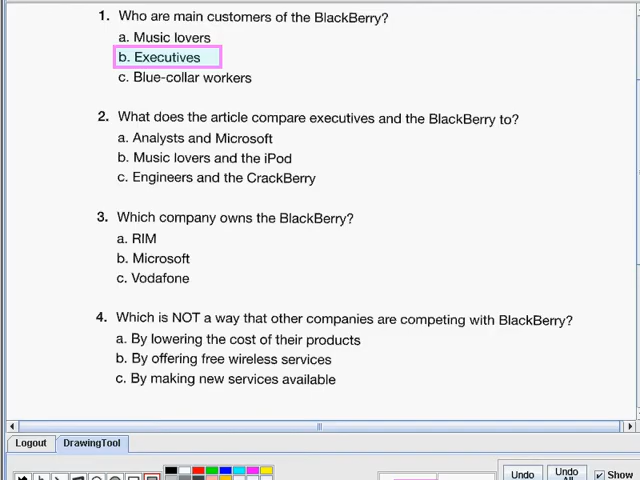 1. Who are main customers of the BlackBerry?
a. Music lovers
b. Executives
c. Blue-collar workers
2. What does the article compare executives and the BlackBerry to?
a. Analysts and Microsoft
b. Music lovers and the iPod
c. Engineers and the CrackBerry
3. Which company owns the BlackBerry?
a. RIM
b. Microsoft
c. Vodafone
4. Which is NOT a way that other companies are competing with BlackBerry?
a. By lowering the cost of their products
b. By offering free wireless services
c. By making new services available
Logout DrawingTool
Undo Undo Show